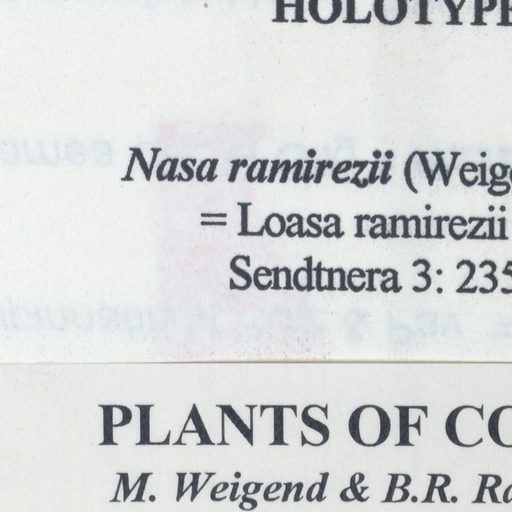 HOLOTYPE
Nasa ramirezii (Weig
= Loasa ramirezii
Sendtnera 3: 235
PLANTS OF CO
M. Weigend & B.R. Ra